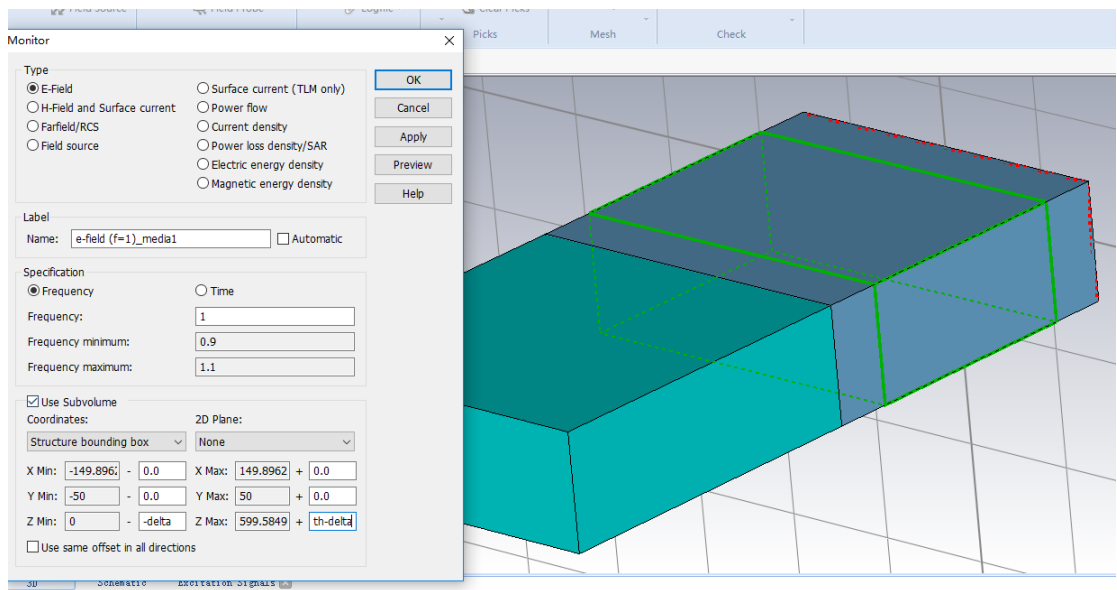 Field Source Field Probe Clear Picks
Picks Mesh Check
Monitor
Type
E-Field Surface current (TLM only)
H-Field and Surface current Power flow
Farfield/RCS Current density
Field source Power loss density/SAR
Electric energy density
Magnetic energy density
OK
Cancel
Apply
Preview
Help
Label
Name: e-field (f=1)_media1 Automatic
Specification
Frequency Time
Frequency: 1
Frequency minimum: 0.9
Frequency maximum: 1.1
Use Subvolume
Coordinates: 2D Plane:
Structure bounding box None
X Min: -149.8962 - 0.0 X Max: 149.8962 + 0.0
Y Min: -50 - 0.0 Y Max: 50 + 0.0
Z Min: 0 - -delta Z Max: 599.5849 + th-delta
Use same offset in all directions
3D Schematic Excitation Signals